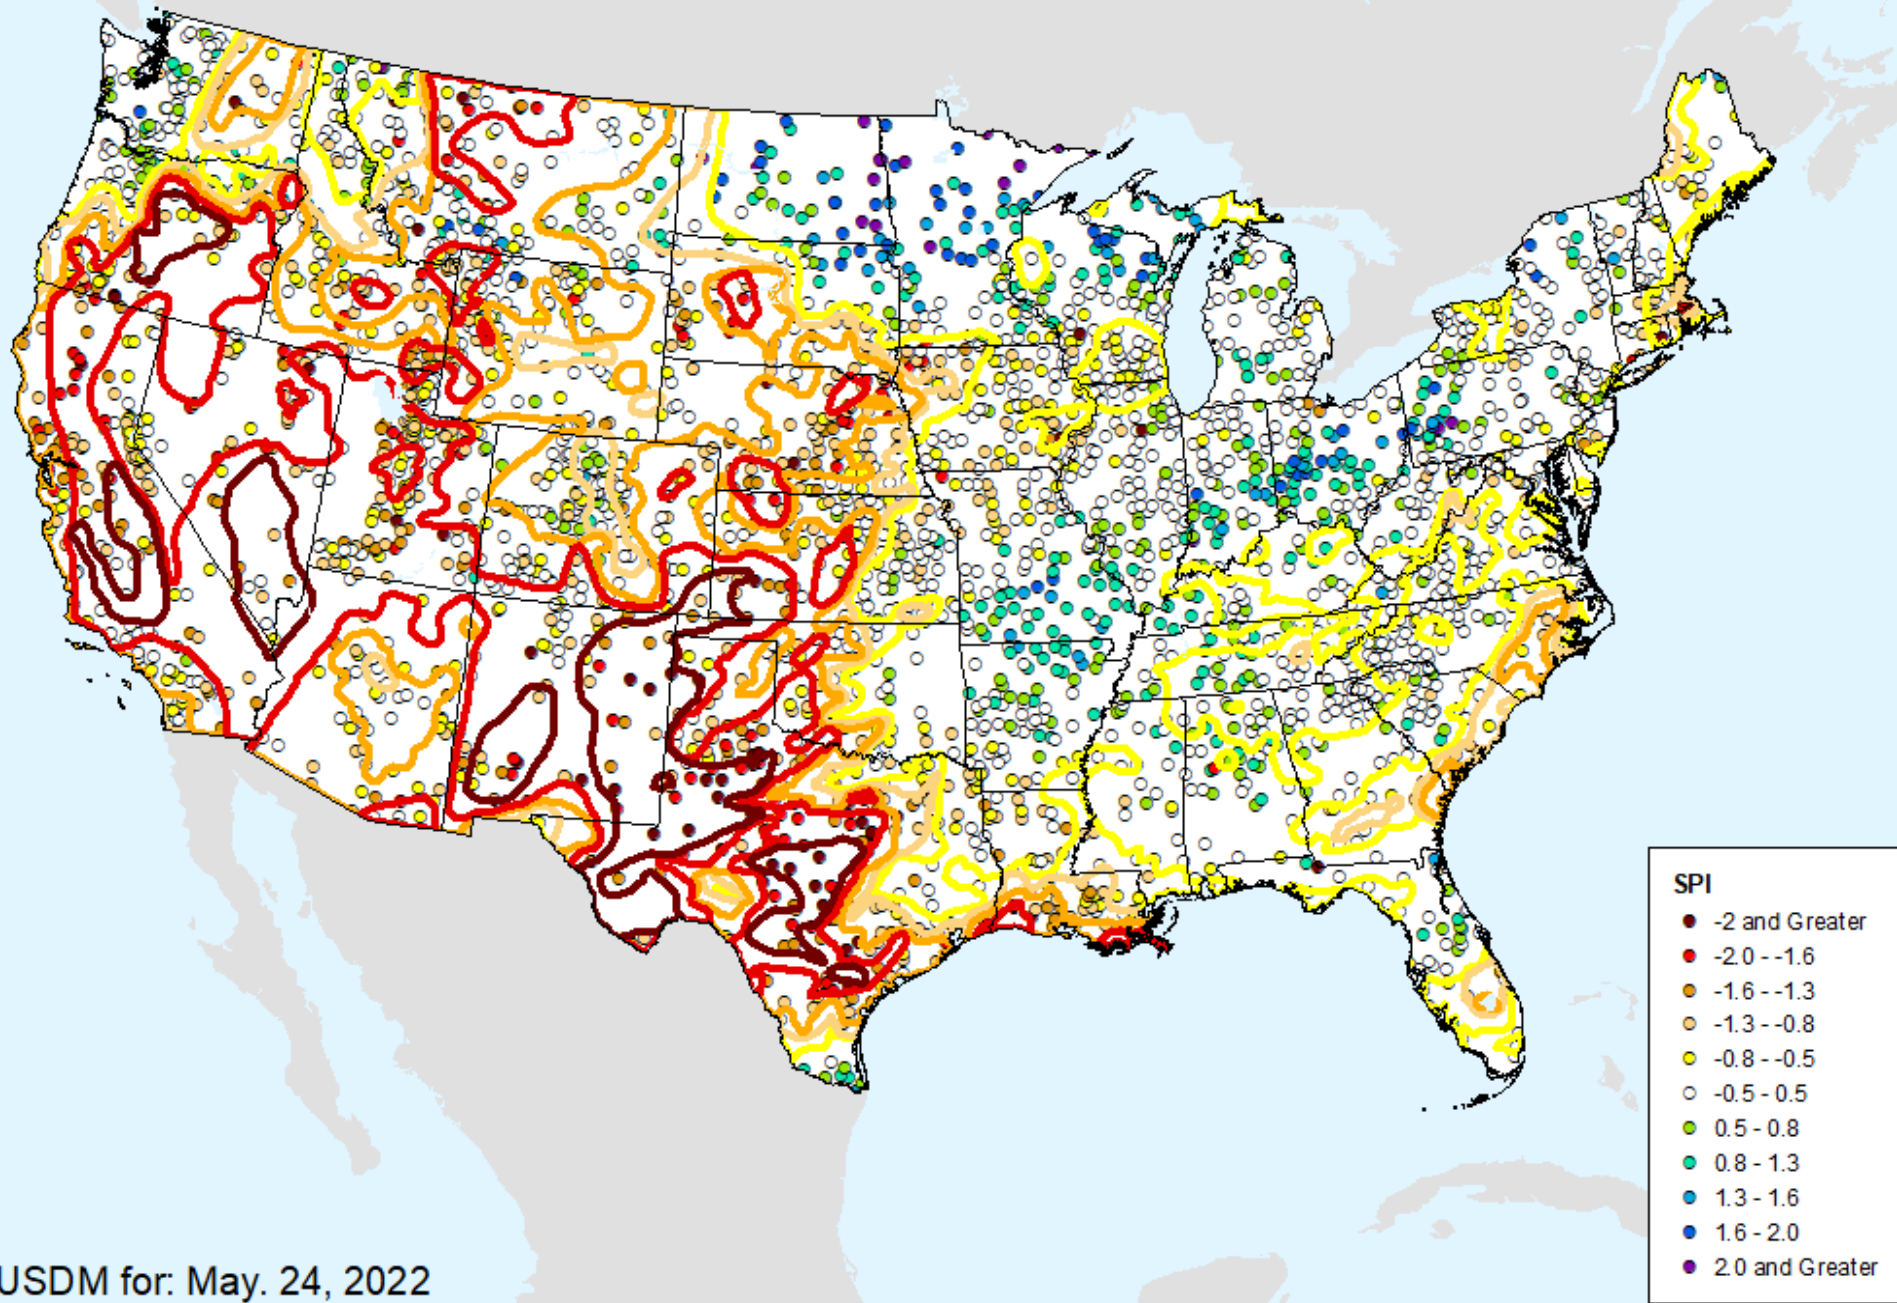 SPI
-2 and Greater
-2.0 - -1.6
-1.6 - -1.3
-1.3 - -0.8
-0.8 - -0.5
-0.5 - 0.5
0.5 - 0.8
0.8 - 1.3
1.3 - 1.6
1.6 - 2.0
2.0 and Greater
USDM for: May. 24, 2022